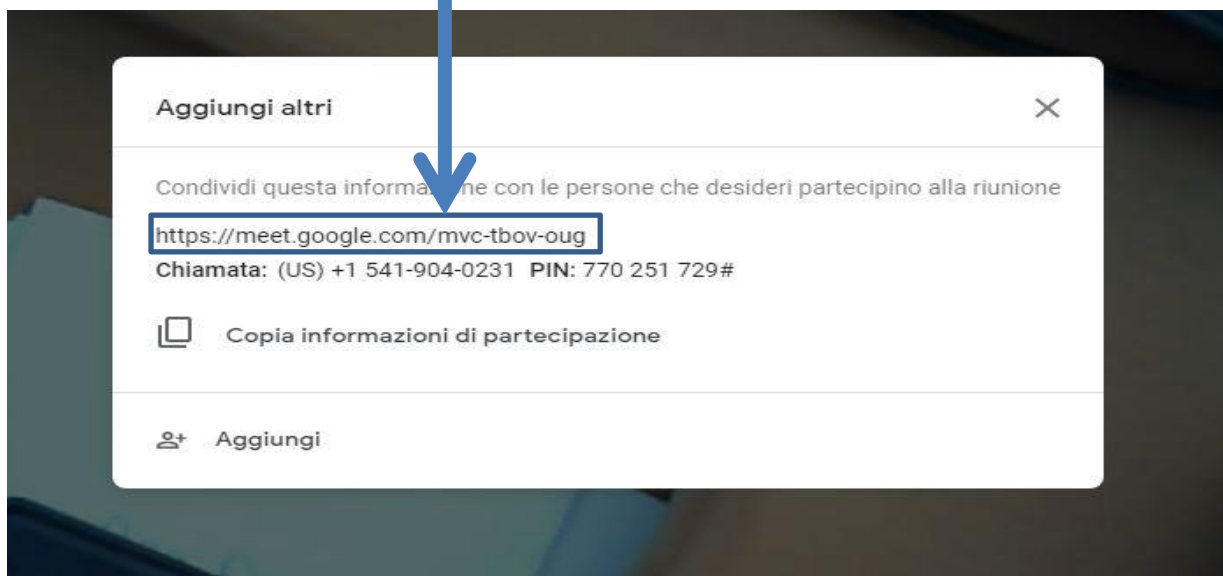 Aggiungi altri
Condividi questa informazione con le persone che desideri partecipino alla riunione
https://meet.google.com/mvc-tbov-oug
Chiamata: (US) +1 541-904-0231 PIN: 770 251 729#
Copia informazioni di partecipazione
Aggiungi